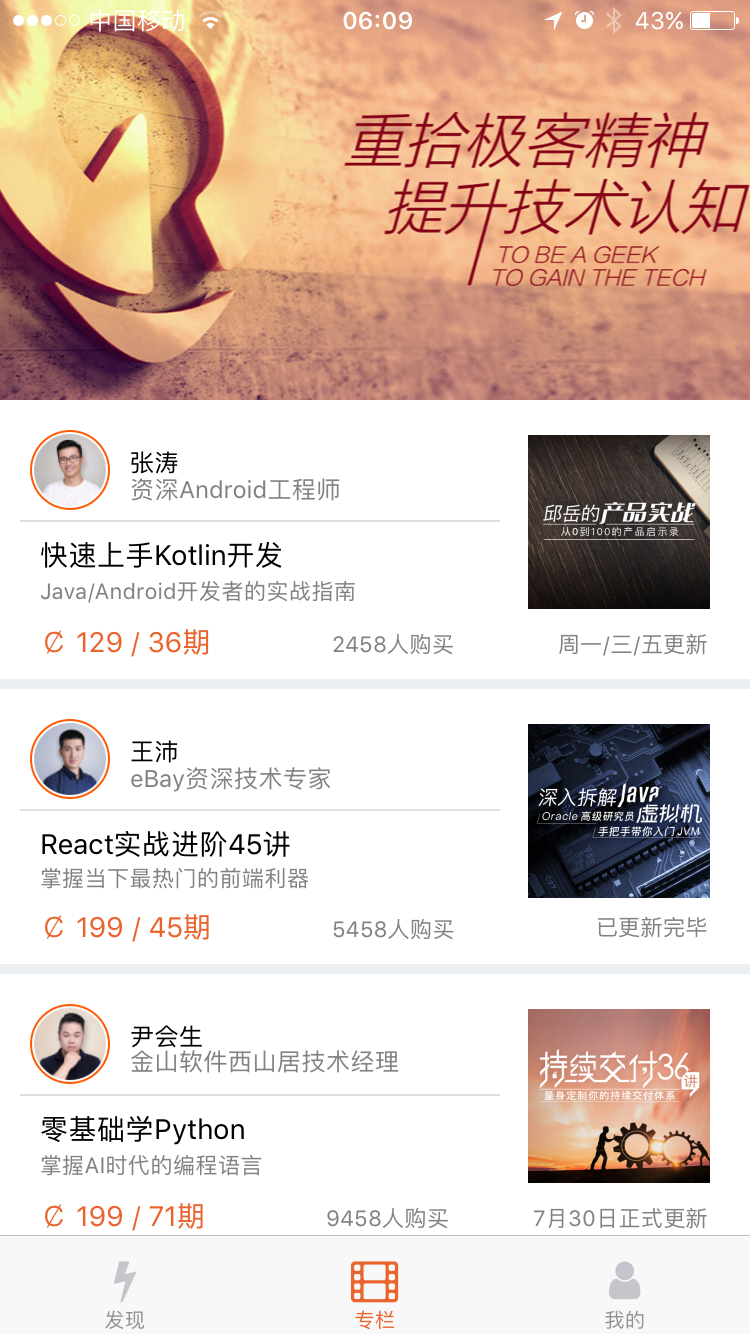 中国移动 06:09 43%
重拾极客精神
提升技术认知
TO BE A GEEK
TO GAIN THE TECH
张涛
资深Android工程师
快速上手Kotlin开发
Java/Android开发者的实战指南
₡ 129 / 36期
2458人购买
邱岳的产品实战
从0到100的产品启示录
周一/三/五更新
王沛
eBay资深技术专家
React实战进阶45讲
掌握当下最热门的前端利器
₡ 199 / 45期
5458人购买
深入拆解Java
虚拟机
Oracle 高级研究员
手把手带你入门 JVM
已更新完毕
尹会生
金山软件西山居技术经理
零基础学Python
掌握AI时代的编程语言
₡ 199 / 71期
9458人购买
持续交付36讲
量身定制你的持续交付体系
7月30日正式更新
发现
专栏
我的